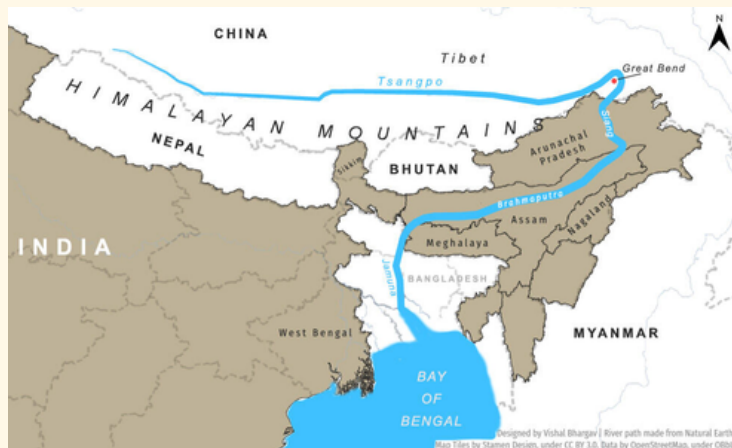 CHINA
Tibet
Great Bend
Tsangpo
Siang
HIMALAYAN MOUNTAINS
Arunachal
Pradesh
NEPAL
Sikkim
BHUTAN
Brahmaputra
Assam
Nagaland
INDIA
Meghalaya
BANGLADESH
Jamuna
West Bengal
MYANMAR
BAY
OF
BENGAL
Designed by Vishal Bhargav | River path made from Natural Earth
Map Tiles by Stamen Design, under CC BY 3.0. Data by OpenStreetMap, under ODbL